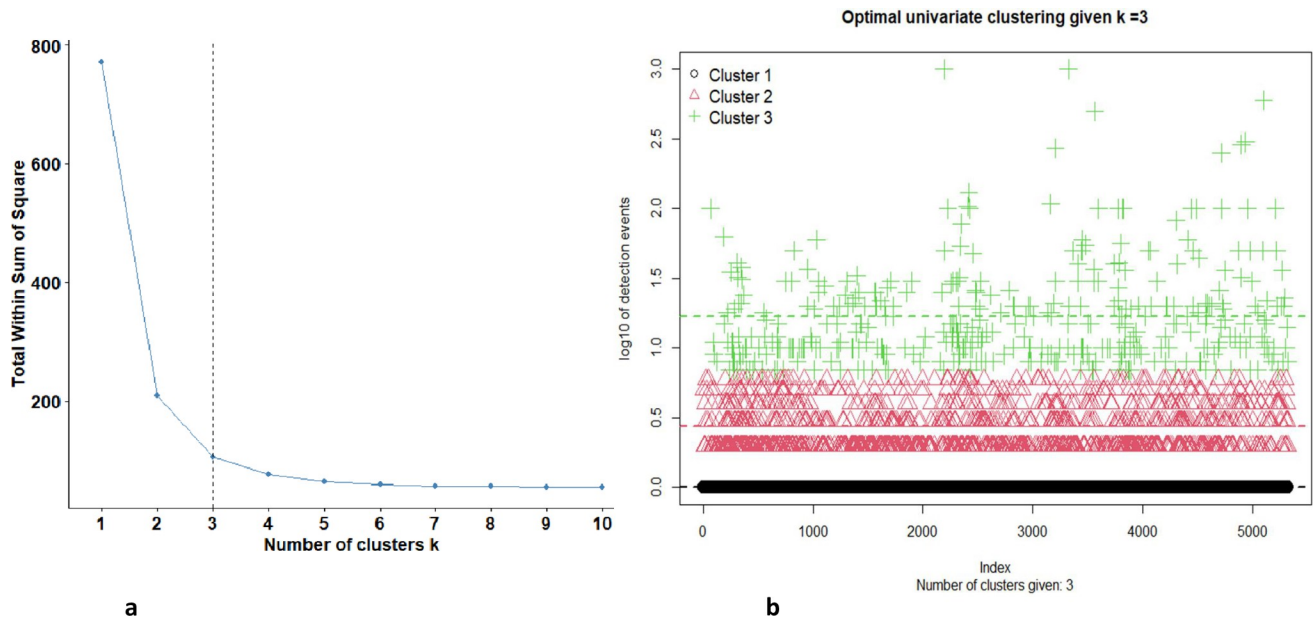 800
600
400
200
Total Within Sum of Square
1 2 3 4 5 6 7 8 9 10
Number of clusters k
a
Optimal univariate clustering given k =3
Cluster 1
Cluster 2
Cluster 3
3.0
2.5
2.0
1.5
1.0
0.5
0.0
log10 of detection events
0 1000 2000 3000 4000 5000
Index
Number of clusters given: 3
b